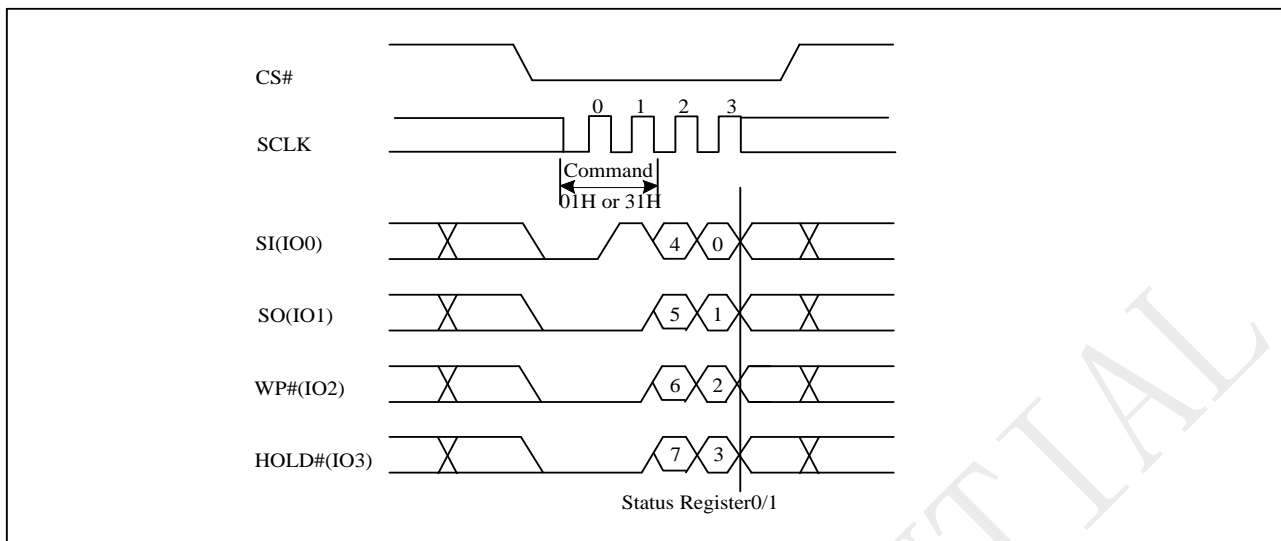 CS#
0 1 2 3
SCLK
Command
01H or 31H
SI(IO0)
4 0
SO(IO1)
5 1
WP#(IO2)
6 2
HOLD#(IO3)
7 3
Status Register0/1
TIAL